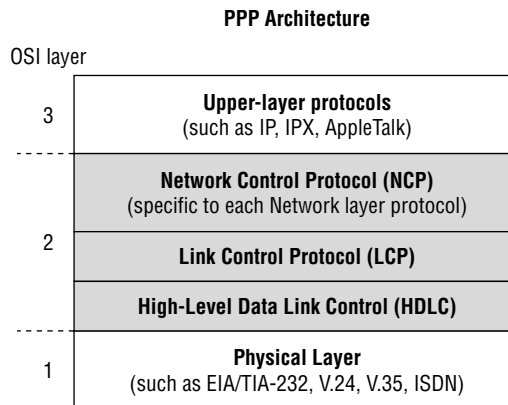 PPP Architecture
OSI layer
3
Upper-layer protocols
(such as IP, IPX, AppleTalk)
2
Network Control Protocol (NCP)
(specific to each Network layer protocol)
Link Control Protocol (LCP)
High-Level Data Link Control (HDLC)
1
Physical Layer
(such as EIA/TIA-232, V.24, V.35, ISDN)